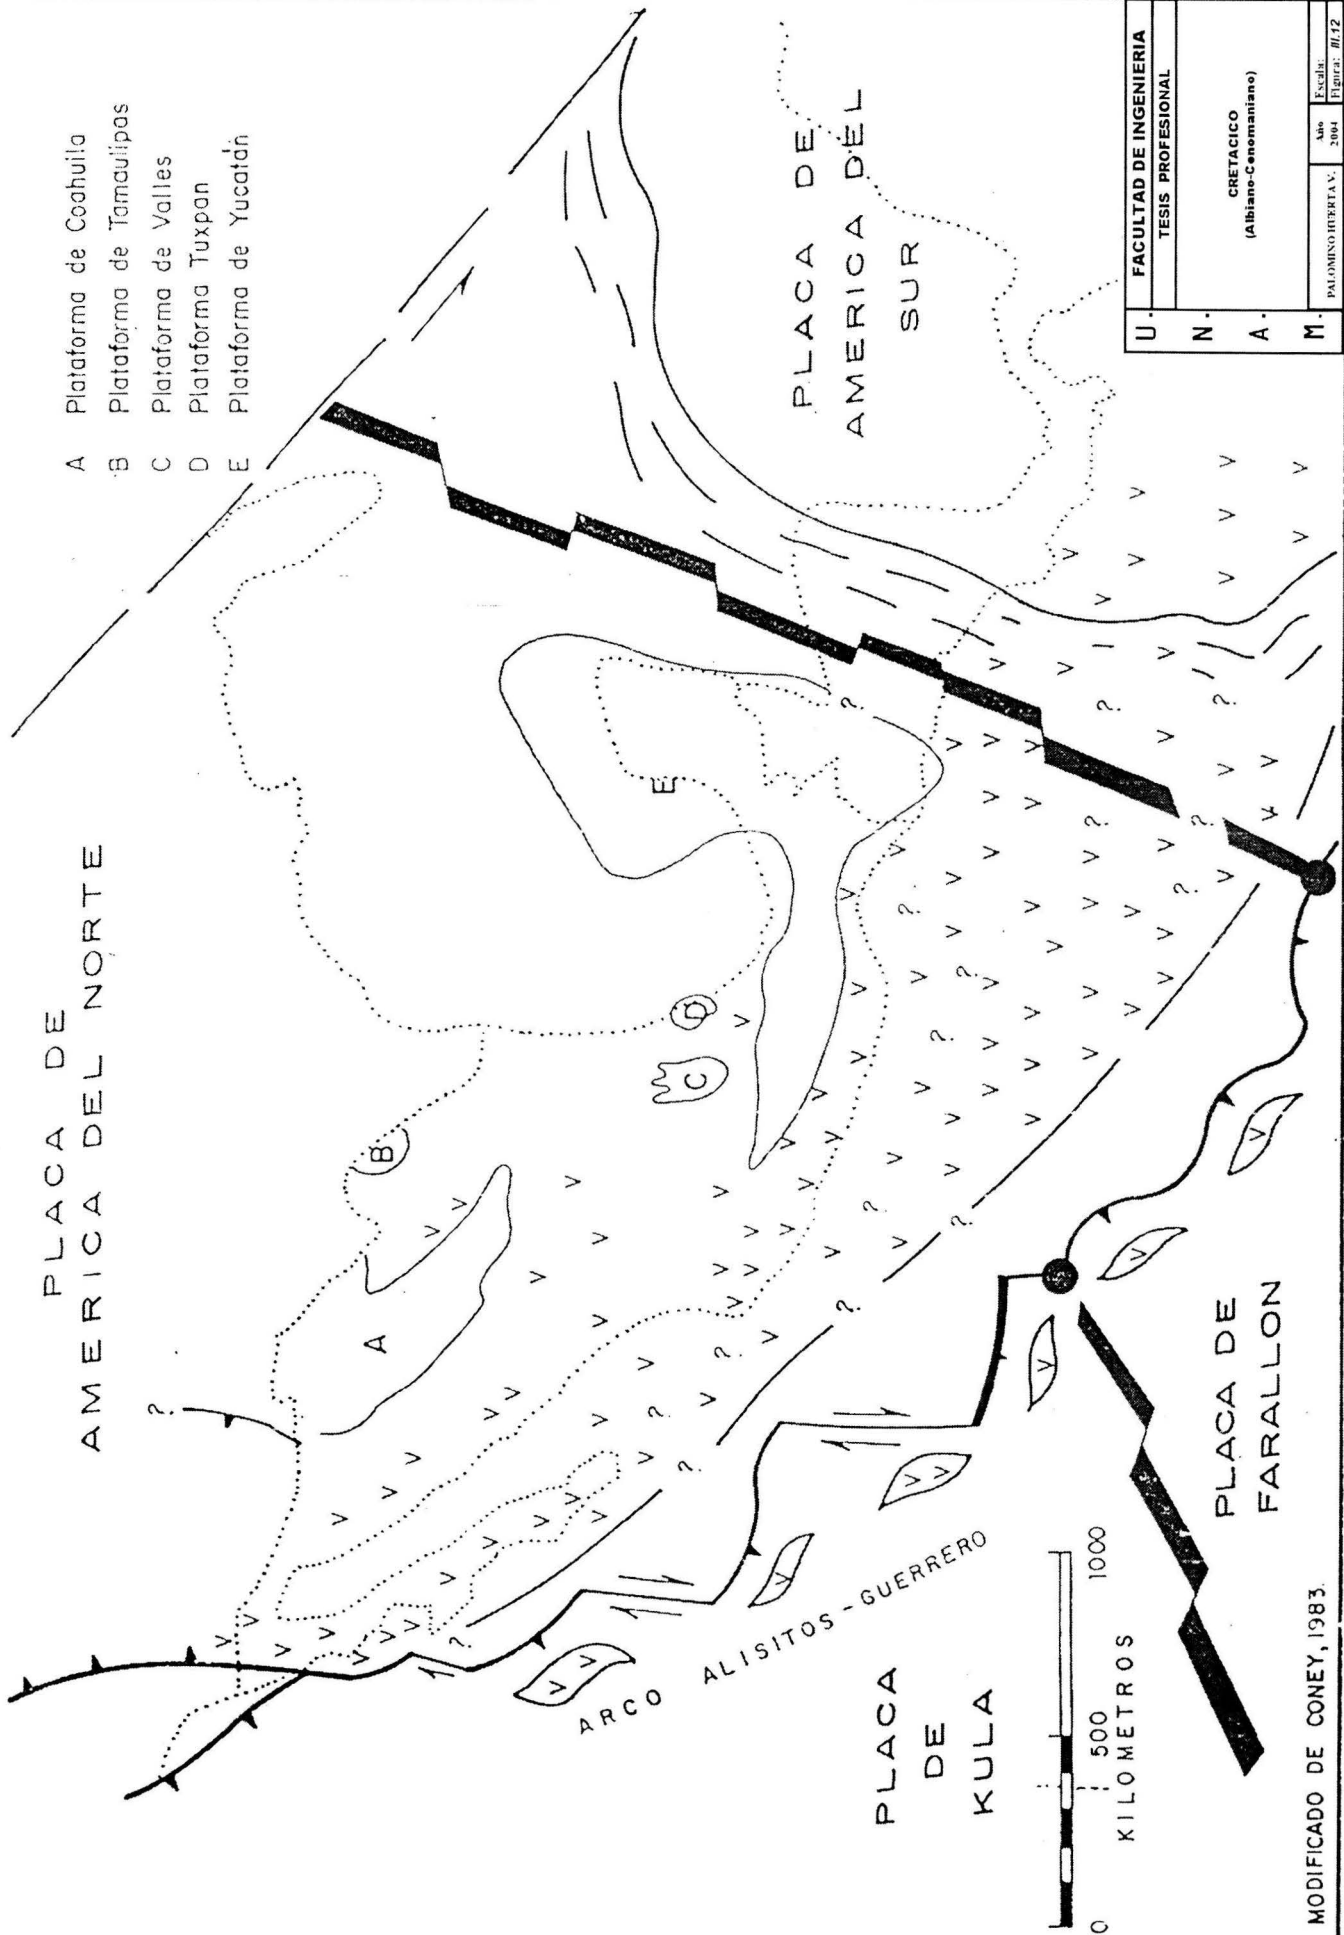 A Plataforma de Coahuila
B Plataforma de Tamaulipas
C Plataforma de Valles
D Plataforma Tuxpan
E Plataforma de Yucatán
PLACA DE
AMERICA DEL NORTE
PLACA DE
AMERICA DEL
SUR
A
B
C
D
E
ARCO ALISITOS - GUERRERO
PLACA
DE
KULA
PLACA DE
FARALLON
0 500 1000
KILOMETROS
MODIFICADO DE CONEY, 1983.
U.
N.
A.
M.
FACULTAD DE INGENIERIA
TESIS PROFESIONAL
CRETACICO
(Albiano-Cenomaniano)
PALOMINO HUERTA V.
Año
2004
Escala:
Figura: III.12